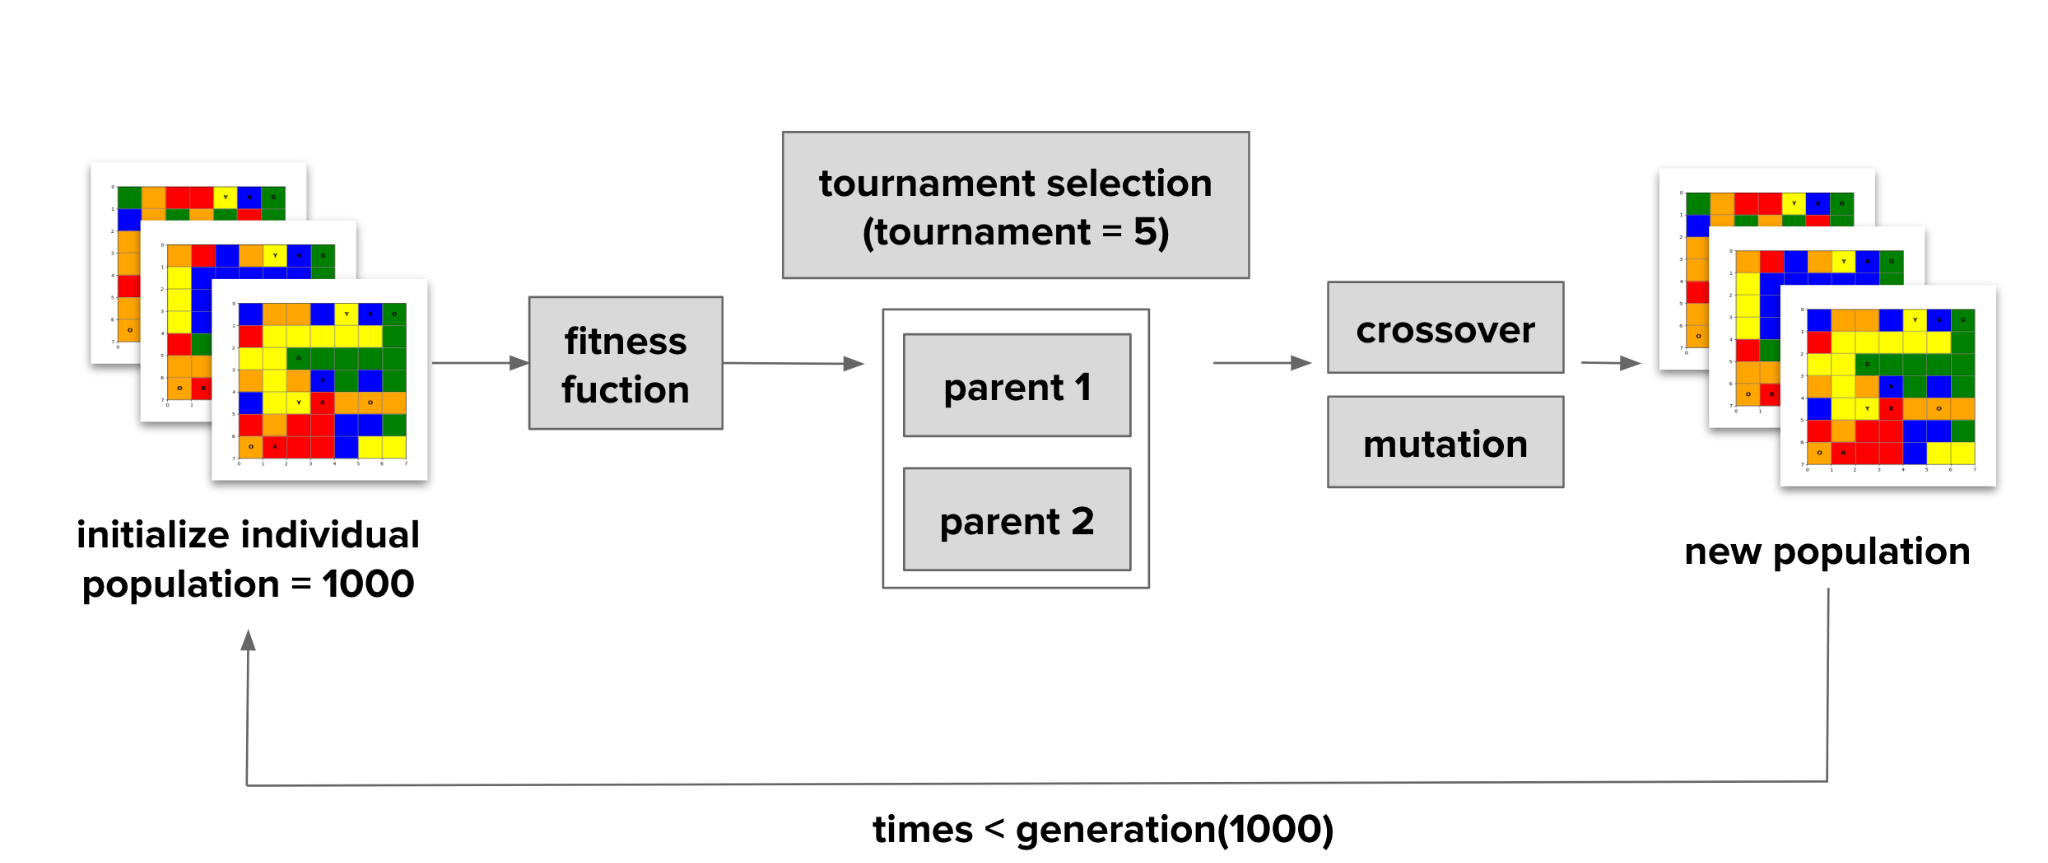 tournament selection
(tournament = 5)
fitness
fuction
parent 1
parent 2
crossover
mutation
initialize individual
population = 1000
new population
times < generation(1000)